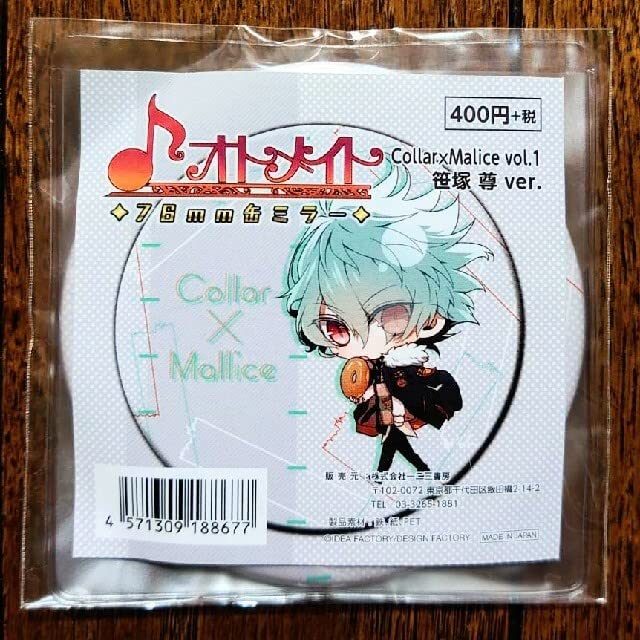 オトメイト
400円+税
Collar×Malice vol.1
笹塚 尊 ver.
✦76mm缶ミラー✦
Collar
×
Mallice
販 売 元 株式会社一二三書房
〒102-0072 東京都千代田区飯田橋2-14-2
TEL 03-3265-1881
製品素材 鉄, 紙, PET
©IDEA FACTORY/DESIGN FACTORY MADE IN JAPAN
4 571309 188677